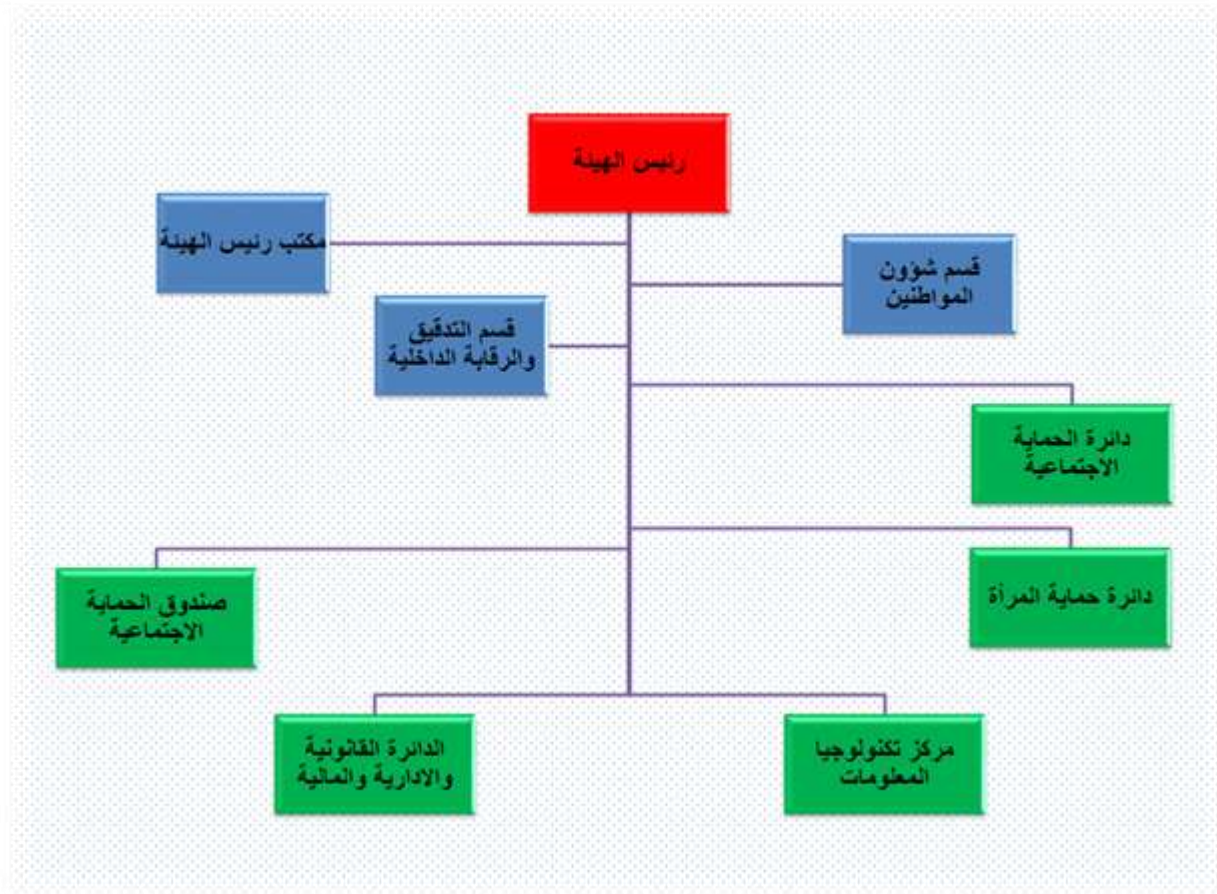 رئيس الهيئة
مكتب رئيس الهيئة
قسم شؤون
المواطنين
قسم التدقيق
والرقابة الداخلية
دائرة الحماية
الاجتماعية
دائرة حماية المرأة
صندوق الحماية
الاجتماعية
مركز تكنولوجيا
المعلومات
الدائرة القانونية
والادارية والمالية